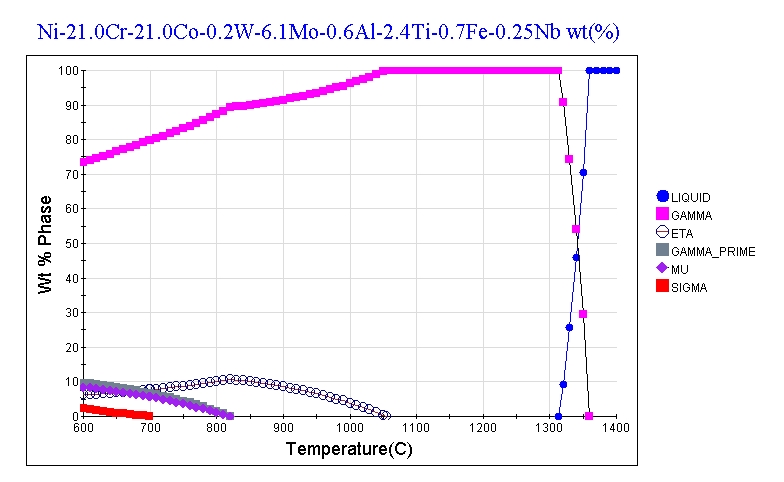 Ni-21.0Cr-21.0Co-0.2W-6.1Mo-0.6Al-2.4Ti-0.7Fe-0.25Nb wt(%)
100
90
80
70
60
50
40
30
20
10
0
Wt % Phase
600
700
800
900
1000
1100
1200
1300
1400
Temperature(C)
LIQUID
GAMMA
ETA
GAMMA_PRIME
MU
SIGMA